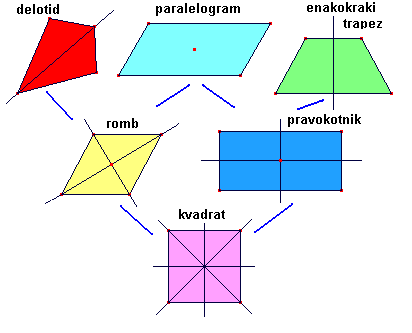 delotid
paralelogram
enakokraki
trapez
romb
pravokotnik
kvadrat